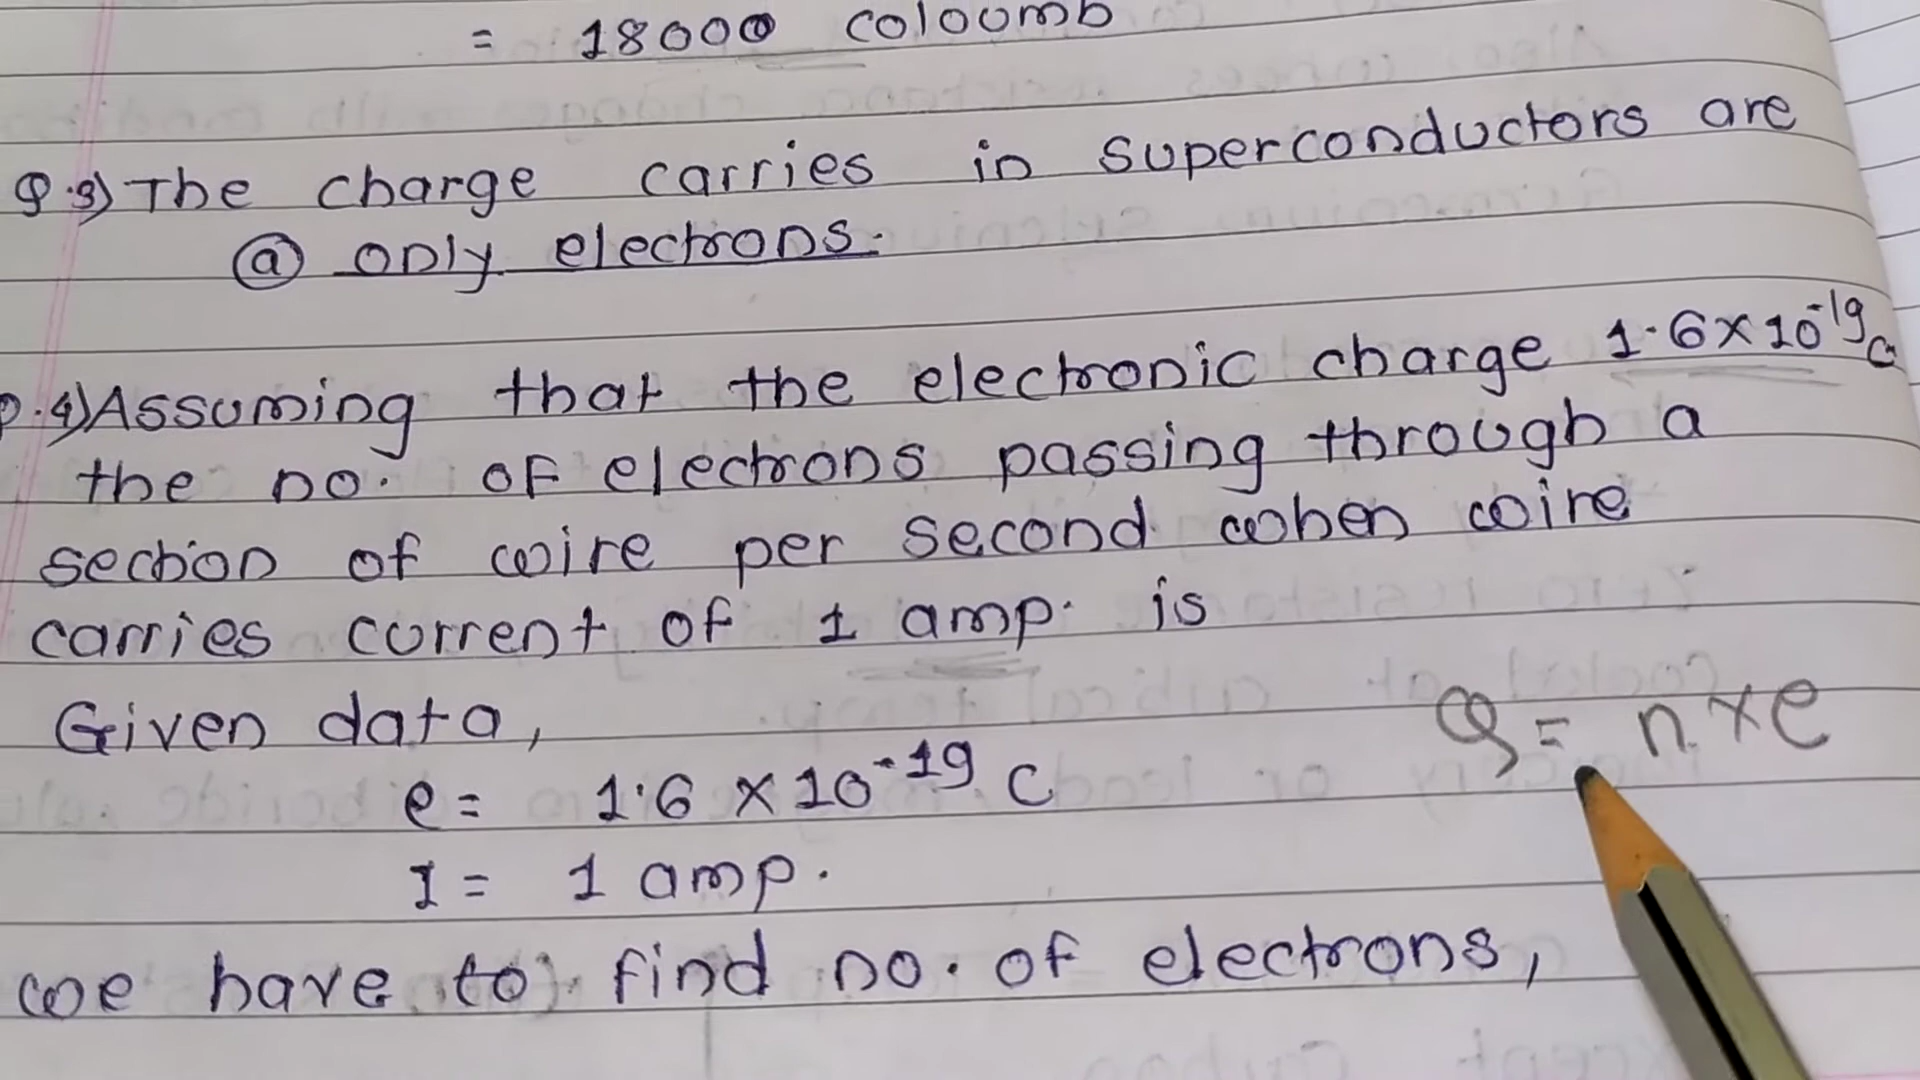 = 18000 coloumb
Q.3) The charge carries in superconductors are
ⓐ only electrons.
Q.4) Assuming that the electronic charge 1.6×10⁻¹⁹C
the no. of electrons passing through a
section of wire per second when wire
carries current of 1 amp. is
Given data,
Q = n×e
e = 1.6 ×10⁻¹⁹ C
I = 1 amp.
we have to find no. of electrons,